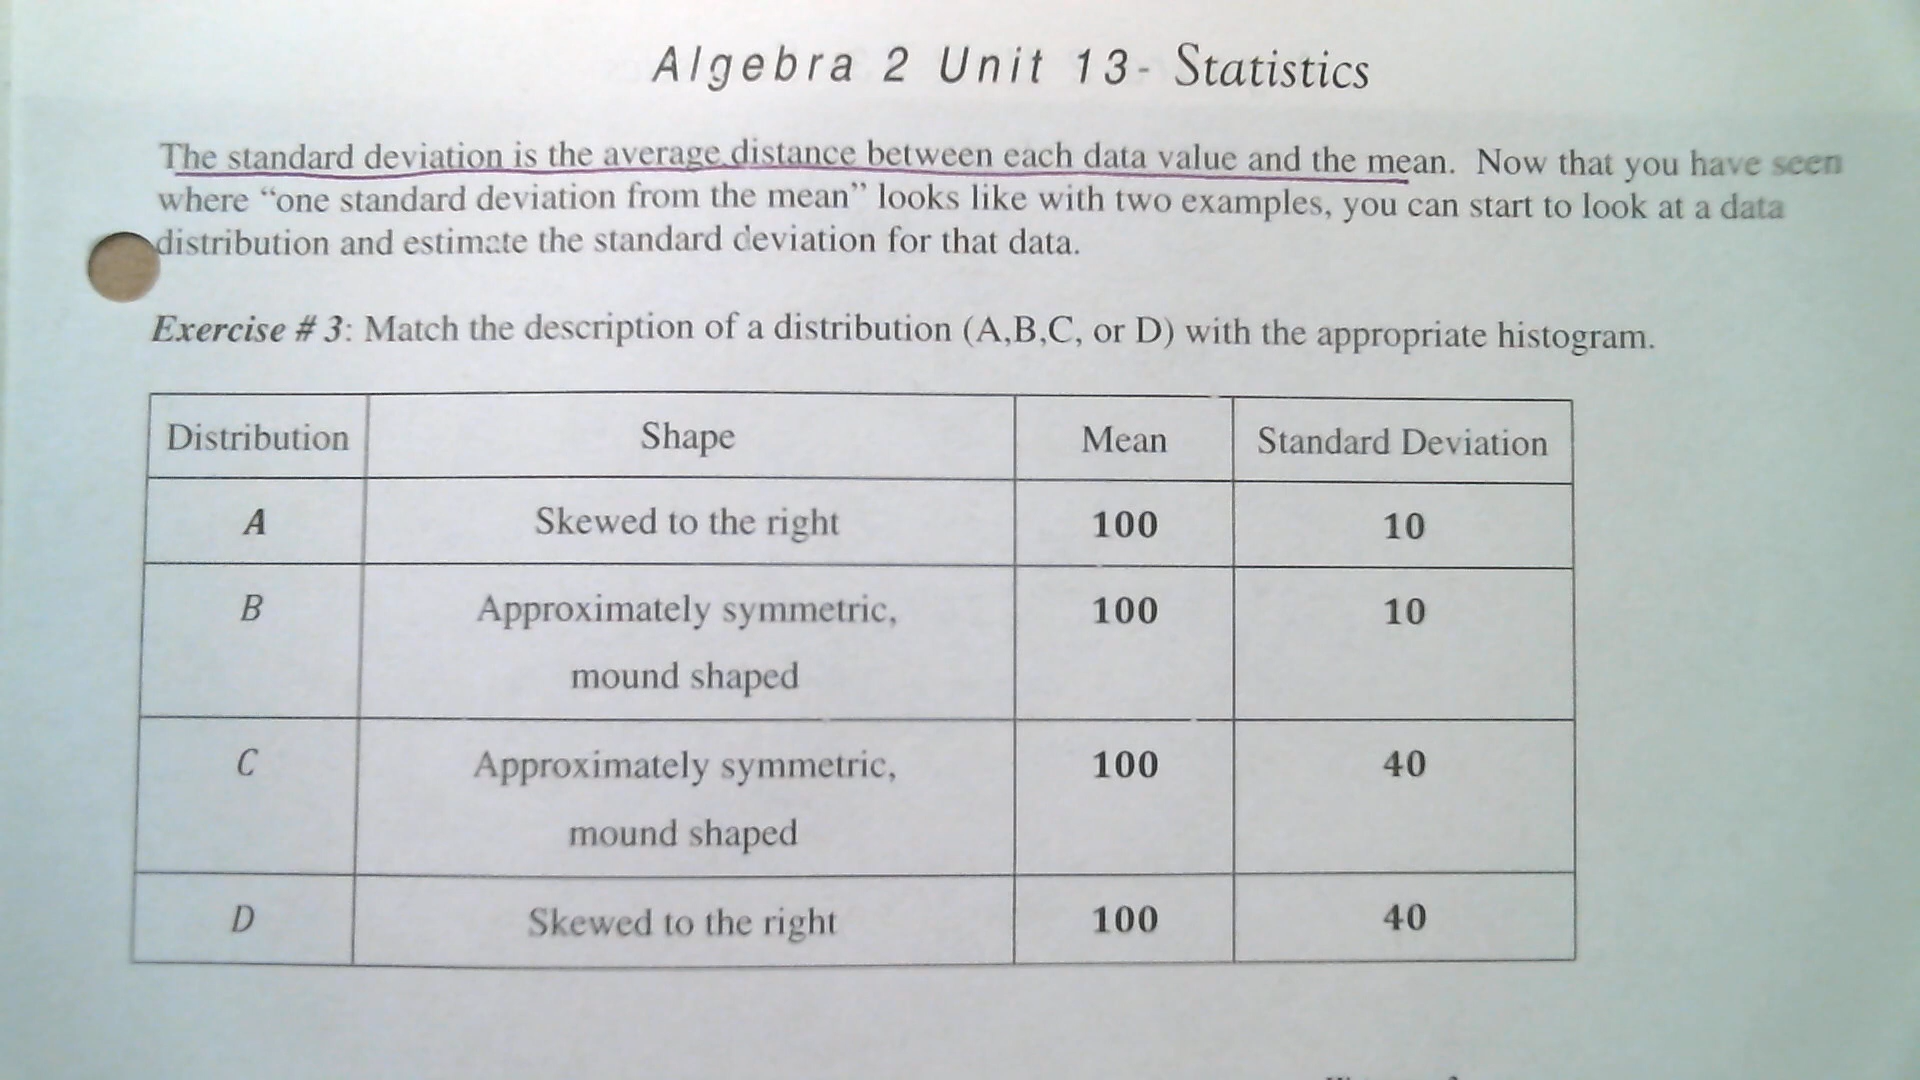 Algebra 2 Unit 13- Statistics
The standard deviation is the average distance between each data value and the mean. Now that you have seen
where “one standard deviation from the mean” looks like with two examples, you can start to look at a data
distribution and estimate the standard deviation for that data.
Exercise # 3: Match the description of a distribution (A,B,C, or D) with the appropriate histogram.
Distribution Shape Mean Standard Deviation
A Skewed to the right 100 10
B Approximately symmetric, 100 10
mound shaped
C Approximately symmetric, 100 40
mound shaped
D Skewed to the right 100 40